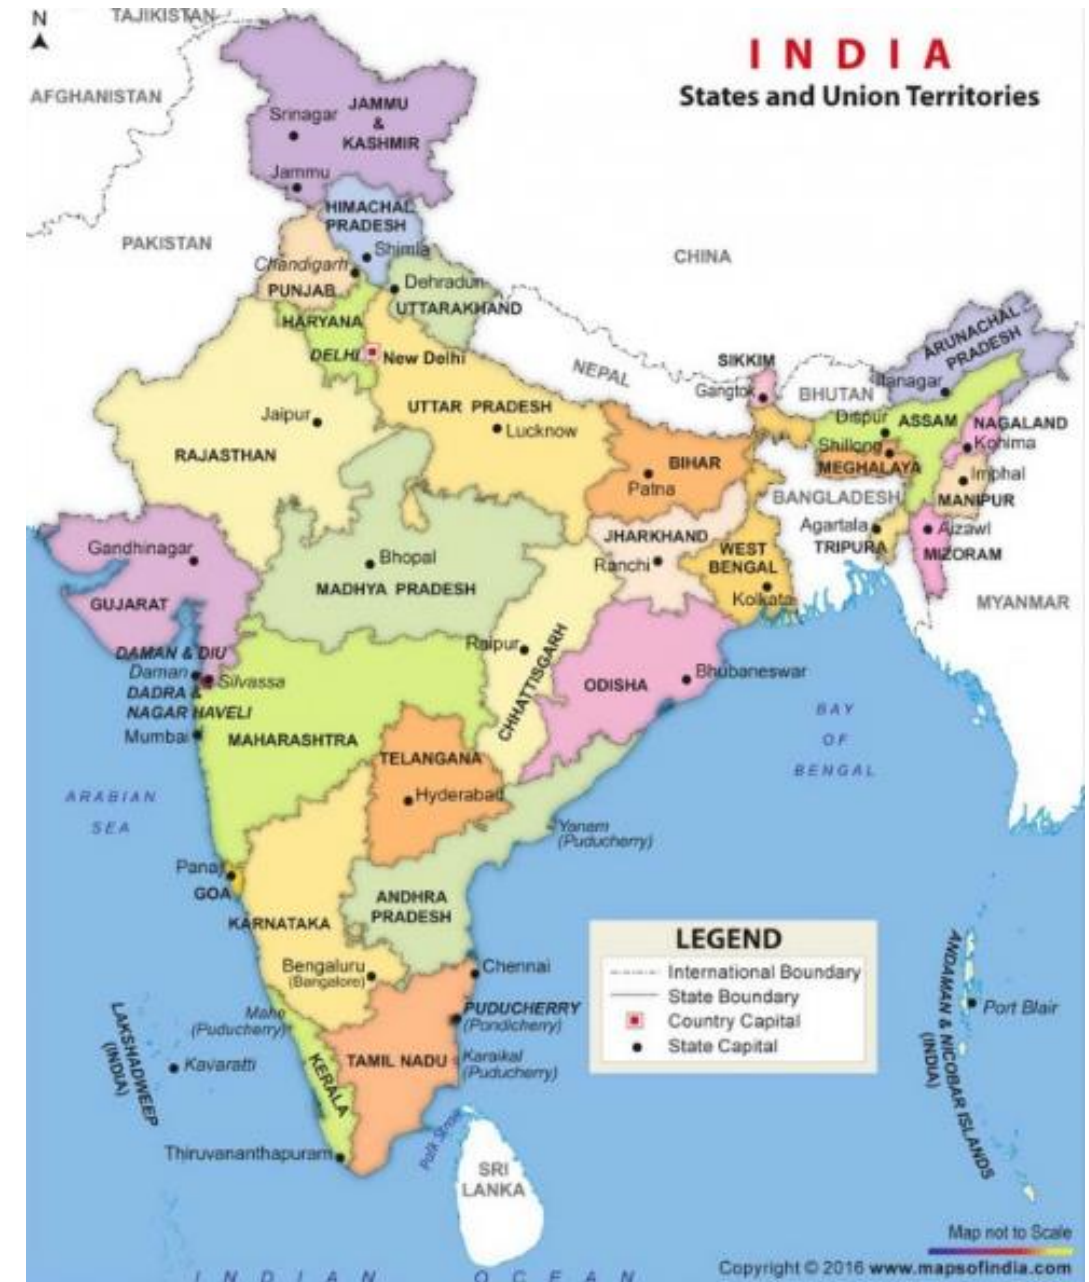 N
TAJIKISTAN
INDIA
States and Union Territories
AFGHANISTAN
JAMMU
&
KASHMIR
Srinagar
Jammu
HIMACHAL
PRADESH
PAKISTAN
Shimla
CHINA
Chandigarh
PUNJAB
Dehradun
UTTARAKHAND
HARYANA
DELHI
New Delhi
NEPAL
SIKKIM
Gangtok
BHUTAN
ARUNACHAL
PRADESH
Itanagar
Dispur
ASSAM
NAGALAND
Kohima
Shillong
MEGHALAYA
Imphal
MANIPUR
BANGLADESH
Agartala
TRIPURA
Aizawl
MIZORAM
MYANMAR
Jaipur
RAJASTHAN
UTTAR PRADESH
Lucknow
BIHAR
Patna
JHARKHAND
Ranchi
WEST
BENGAL
Kolkata
Gandhinagar
GUJARAT
Bhopal
MADHYA PRADESH
Raipur
CHHATTISGARH
ODISHA
Bhubaneswar
DAMAN & DIU
Daman
Silvassa
DADRA &
NAGAR HAVELI
Mumbai
MAHARASHTRA
TELANGANA
Hyderabad
BAY
OF
BENGAL
ARABIAN
SEA
Yanam
(Puducherry)
Panaji
GOA
KARNATAKA
ANDHRA
PRADESH
Bengaluru
(Bangalore)
Chennai
Mahe
(Puducherry)
PUDUCHERRY
(Pondicherry)
TAMIL NADU
Karaikal
(Puducherry)
KERALA
LAKSHADWEEP
(INDIA)
Kavaratti
Thiruvananthapuram
Palk Strait
SRI
LANKA
LEGEND
International Boundary
State Boundary
Country Capital
State Capital
ANDAMAN & NICOBAR ISLANDS
(INDIA)
Port Blair
INDIAN OCEAN
Map not to Scale
Copyright © 2016 www.mapsofindia.com